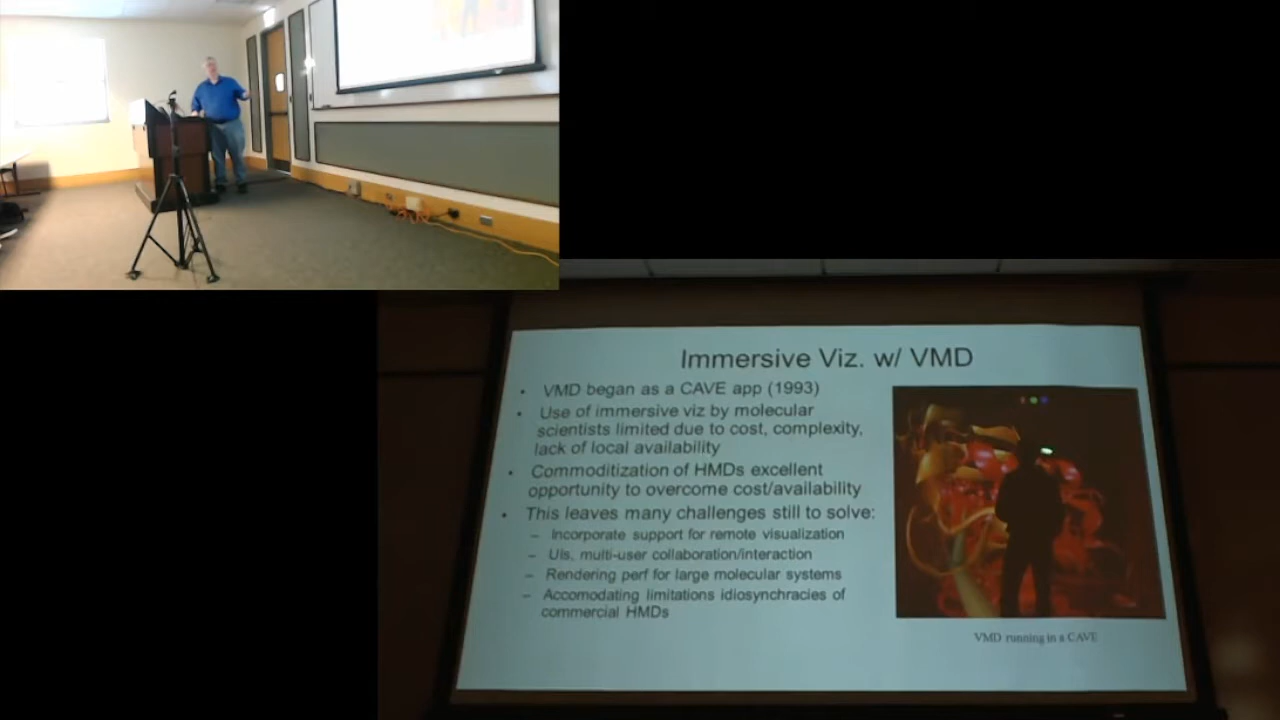 Immersive Viz. w/ VMD
• VMD began as a CAVE app (1993)
• Use of immersive viz by molecular
scientists limited due to cost, complexity,
lack of local availability
• Commoditization of HMDs excellent
opportunity to overcome cost/availability
• This leaves many challenges still to solve:
– Incorporate support for remote visualization
– UIs, multi-user collaboration/interaction
– Rendering perf for large molecular systems
– Accomodating limitations idiosynchracies of
commercial HMDs
VMD running in a CAVE